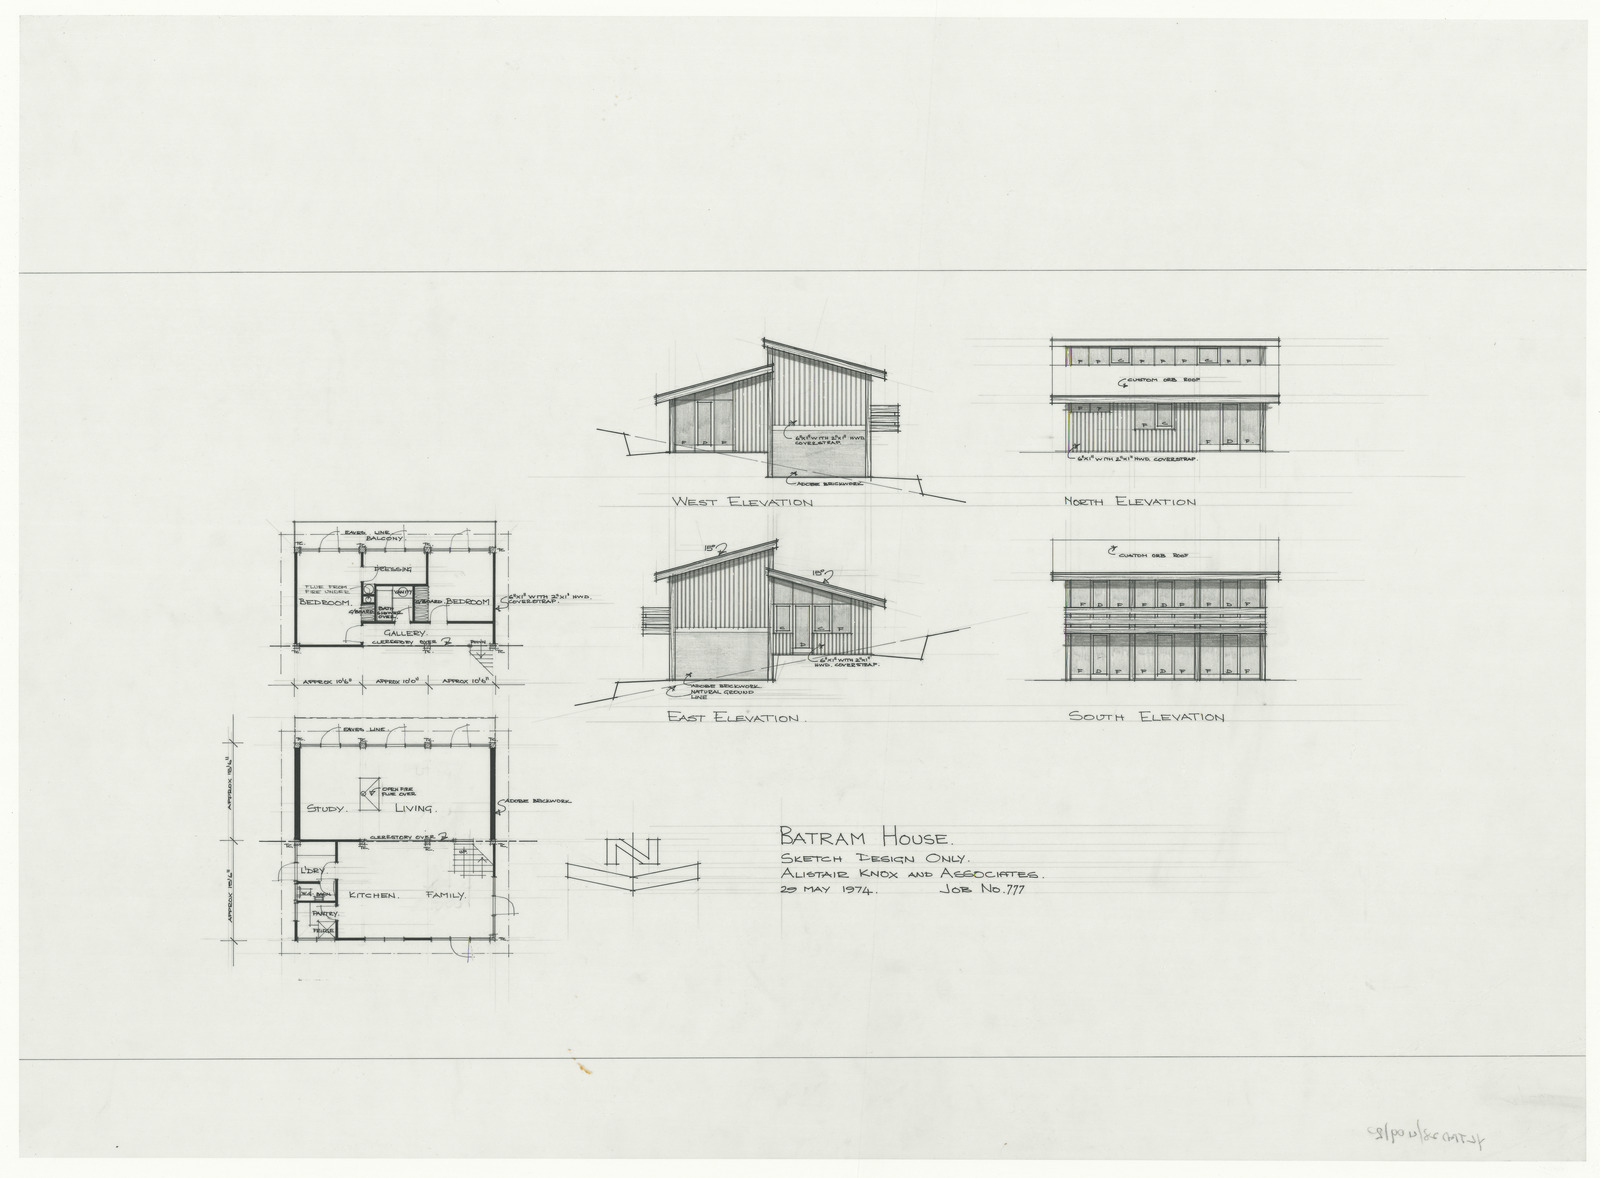 6"X1" WITH 2"X1" HWD.
COVERSTRAP.
ADOBE BRICKWORK
WEST ELEVATION
F D F
F F S F F F S F F
CUSTOM ORB ROOF
F F
F S
F D F
6"X1" WITH 2"X1" HWD. COVERSTRAP.
NORTH ELEVATION
EAVES LINE
BALCONY.
DRESSING
FLUE FROM
FIRE UNDER
BEDROOM.
C/BOARD
BATH
SHOWER
OVER.
VANITY
C/BOARD
BEDROOM
6"X1" WITH 2"X1" HWD.
COVERSTRAP.
GALLERY.
CLERESTORY OVER
DOWN
APPROX 10'6"
APPROX 10'0"
APPROX 10'6"
15°
15°
S D S F
6"X1" WITH 2"X1"
HWD. COVERSTRAP.
ADOBE BRICKWORK
NATURAL GROUND
LINE
EAST ELEVATION.
CUSTOM ORB ROOF
F D F F D F F D F
F D F F D F F D F
SOUTH ELEVATION
EAVES LINE.
OPEN FIRE
FLUE OVER
STUDY.
LIVING.
ADOBE BRICKWORK
CLERESTORY OVER
UP
L'DRY.
KITCHEN.
FAMILY.
PANTRY.
FRIDGE
APPROX 15'6"
APPROX 15'6"
N
BATRAM HOUSE.
SKETCH DESIGN ONLY.
ALISTAIR KNOX AND ASSOCIATES.
29 MAY 1974. JOB No. 777